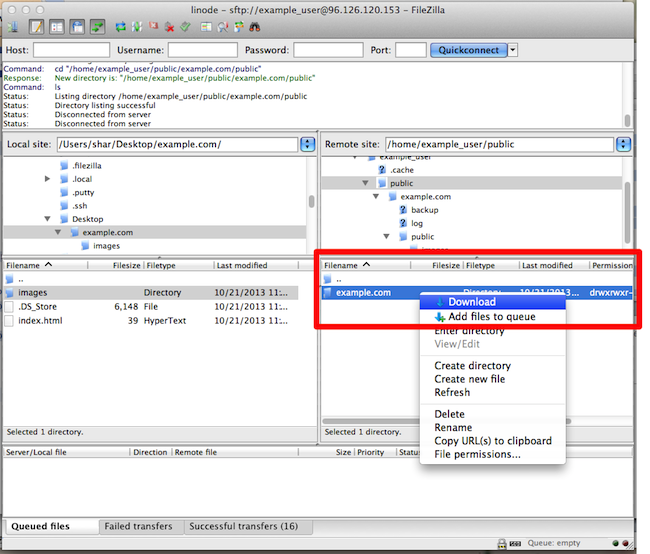 linode - sftp://example_user@96.126.120.153 - FileZilla
Host: Username: Password: Port: Quickconnect
Command: cd "/home/example_user/public/example.com/public"
Response: New directory is: "/home/example_user/public/example.com/public"
Command: ls
Status: Listing directory /home/example_user/public/example.com/public
Status: Directory listing successful
Status: Disconnected from server
Status: Disconnected from server
Local site: /Users/shar/Desktop/example.com/
Remote site: /home/example_user/public
.filezilla
.local
.putty
.ssh
Desktop
example.com
images
example_user
.cache
public
example.com
backup
log
public
Filename Filesize Filetype Last modified
..
images Directory 10/21/2013 11:...
.DS_Store 6,148 File 10/21/2013 11:...
index.html 39 HyperText 10/21/2013 11:...
Selected 1 directory.
Filename Filesize Filetype Last modified Permission
..
example.com Directory 10/21/2013... drwxrwxr-
Download
Add files to queue
Enter directory
View/Edit
Create directory
Create new file
Refresh
Delete
Rename
Copy URL(s) to clipboard
File permissions...
Selected 1 directory.
Server/Local file Direction Remote file Size Priority Status
Queued files Failed transfers Successful transfers (16)
Queue: empty